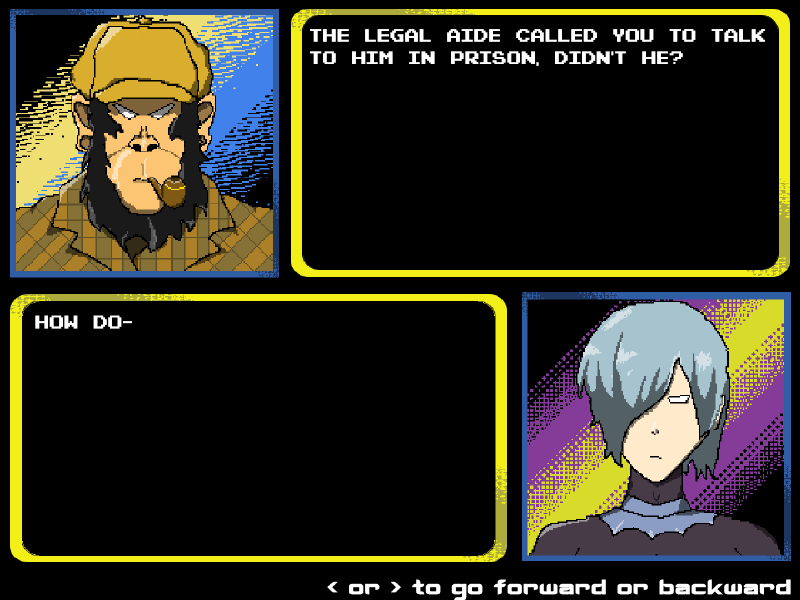 THE LEGAL AIDE CALLED YOU TO TALK
TO HIM IN PRISON, DIDN'T HE?
HOW DO-
< or > to go forward or backward